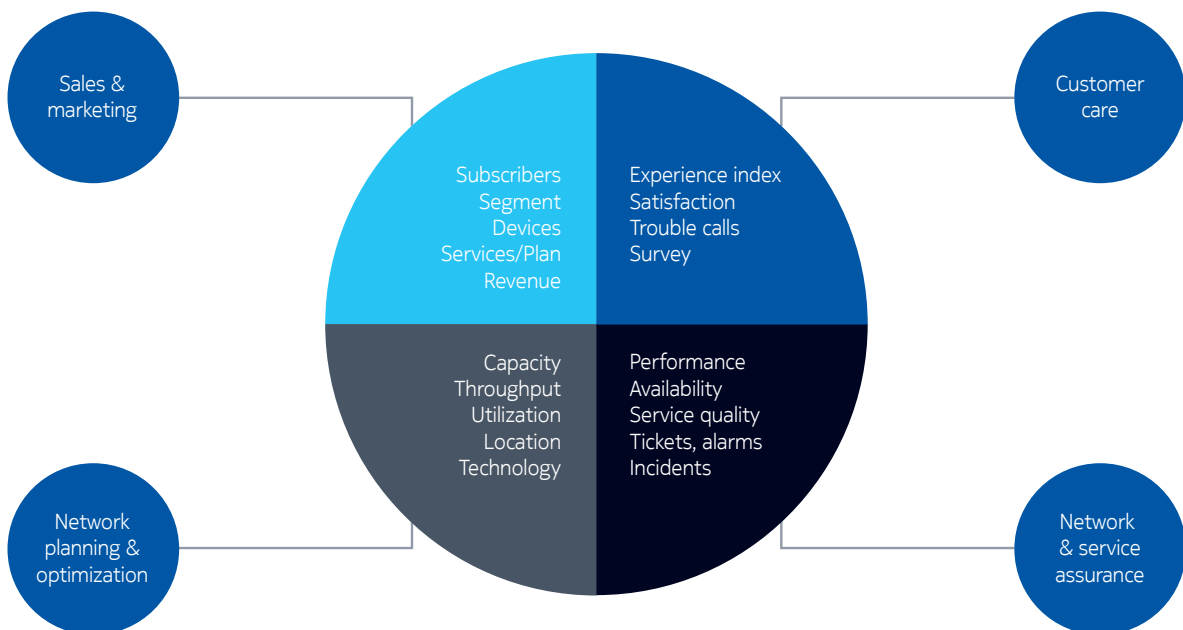 Sales &
marketing
Customer
care
Subscribers
Segment
Devices
Services/Plan
Revenue
Experience index
Satisfaction
Trouble calls
Survey
Capacity
Throughput
Utilization
Location
Technology
Performance
Availability
Service quality
Tickets, alarms
Incidents
Network
planning &
optimization
Network
& service
assurance